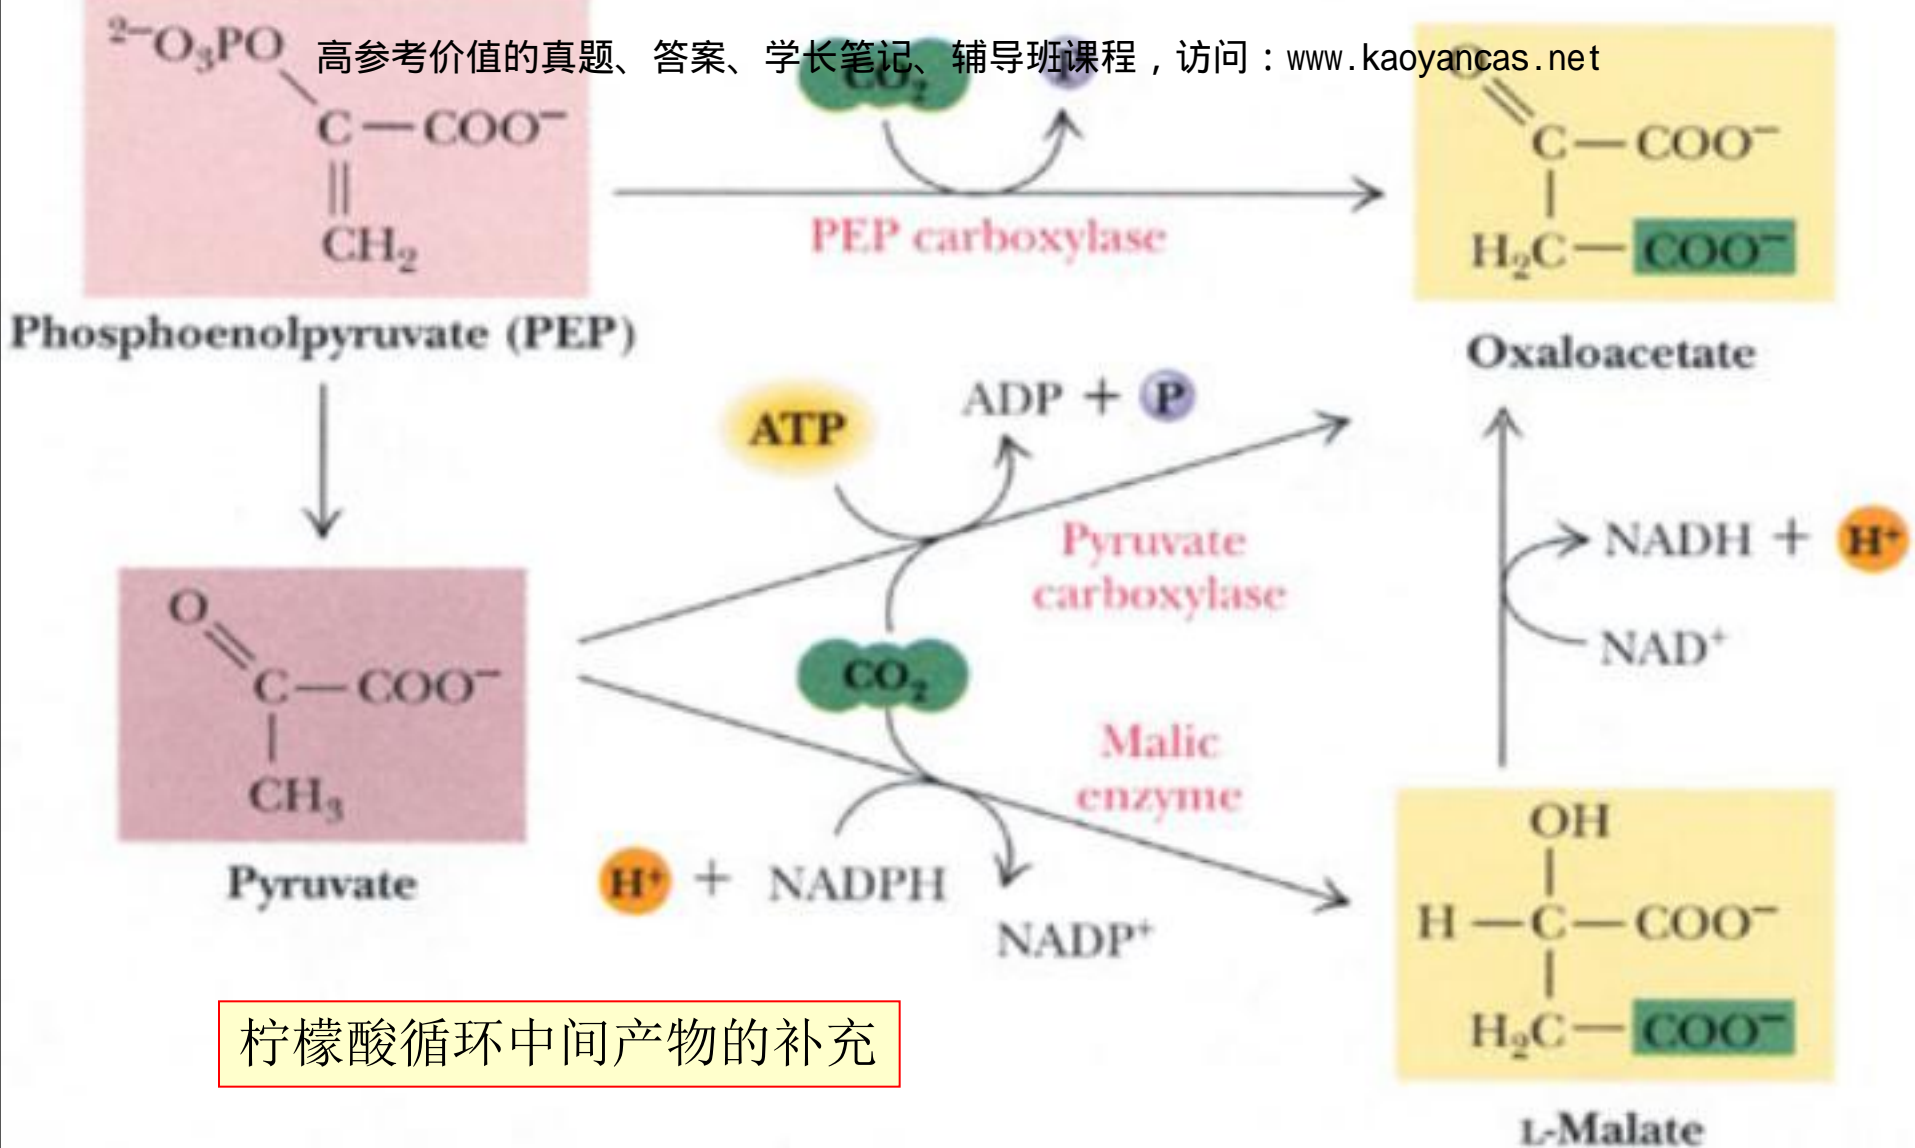 ²⁻O₃PO
高参考价值的真题、答案、学长笔记、辅导班课程，访问：www.kaoyancas.net
CO₂
P
O
C—COO⁻
CH₂
C—COO⁻
H₂C—COO⁻
PEP carboxylase
Phosphoenolpyruvate (PEP)
Oxaloacetate
ATP
ADP + P
Pyruvate
carboxylase
NADH + H⁺
NAD⁺
O
C—COO⁻
CH₃
Pyruvate
CO₂
Malic
enzyme
H⁺ + NADPH
NADP⁺
OH
H—C—COO⁻
H₂C—COO⁻
L-Malate
柠檬酸循环中间产物的补充